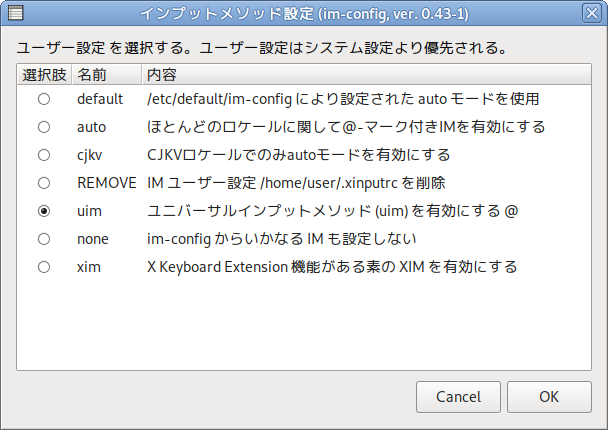 インプットメソッド設定 (im-config, ver. 0.43-1)
ユーザー設定 を選択する。ユーザー設定はシステム設定より優先される。
選択肢 名前 内容
default /etc/default/im-config により設定された auto モードを使用
auto ほとんどのロケールに関して@-マーク付きIMを有効にする
cjkv CJKVロケールでのみautoモードを有効にする
REMOVE IM ユーザー設定 /home/user/.xinputrc を削除
uim ユニバーサルインプットメソッド (uim) を有効にする @
none im-config からいかなる IM も設定しない
xim X Keyboard Extension 機能がある素の XIM を有効にする
Cancel OK